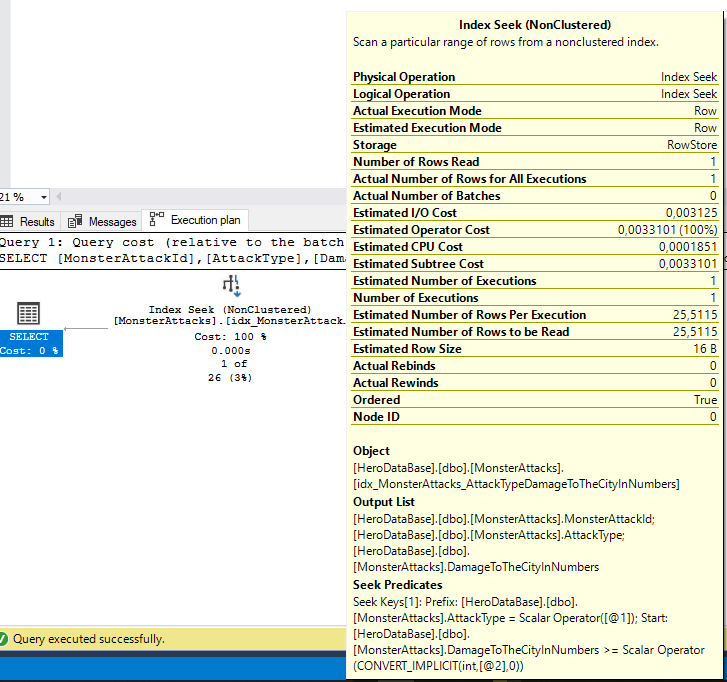 21 %
Results Messages Execution plan
Query 1: Query cost (relative to the batch
SELECT [MonsterAttackId],[AttackType],[Dam
SELECT
Cost: 0 %
Index Seek (NonClustered)
[MonsterAttacks].[idx_MonsterAttack…
Cost: 100 %
0.000s
1 of
26 (3%)
Query executed successfully.
Index Seek (NonClustered)
Scan a particular range of rows from a nonclustered index.
Physical Operation Index Seek
Logical Operation Index Seek
Actual Execution Mode Row
Estimated Execution Mode Row
Storage RowStore
Number of Rows Read 1
Actual Number of Rows for All Executions 1
Actual Number of Batches 0
Estimated I/O Cost 0,003125
Estimated Operator Cost 0,0033101 (100%)
Estimated CPU Cost 0,0001851
Estimated Subtree Cost 0,0033101
Estimated Number of Executions 1
Number of Executions 1
Estimated Number of Rows Per Execution 25,5115
Estimated Number of Rows to be Read 25,5115
Estimated Row Size 16 B
Actual Rebinds 0
Actual Rewinds 0
Ordered True
Node ID 0
Object
[HeroDataBase].[dbo].[MonsterAttacks].
[idx_MonsterAttacks_AttackTypeDamageToTheCityInNumbers]
Output List
[HeroDataBase].[dbo].[MonsterAttacks].MonsterAttackId;
[HeroDataBase].[dbo].[MonsterAttacks].AttackType;
[HeroDataBase].[dbo].
[MonsterAttacks].DamageToTheCityInNumbers
Seek Predicates
Seek Keys[1]: Prefix: [HeroDataBase].[dbo].
[MonsterAttacks].AttackType = Scalar Operator([@1]); Start:
[HeroDataBase].[dbo].
[MonsterAttacks].DamageToTheCityInNumbers >= Scalar Operator
(CONVERT_IMPLICIT(int,[@2],0))